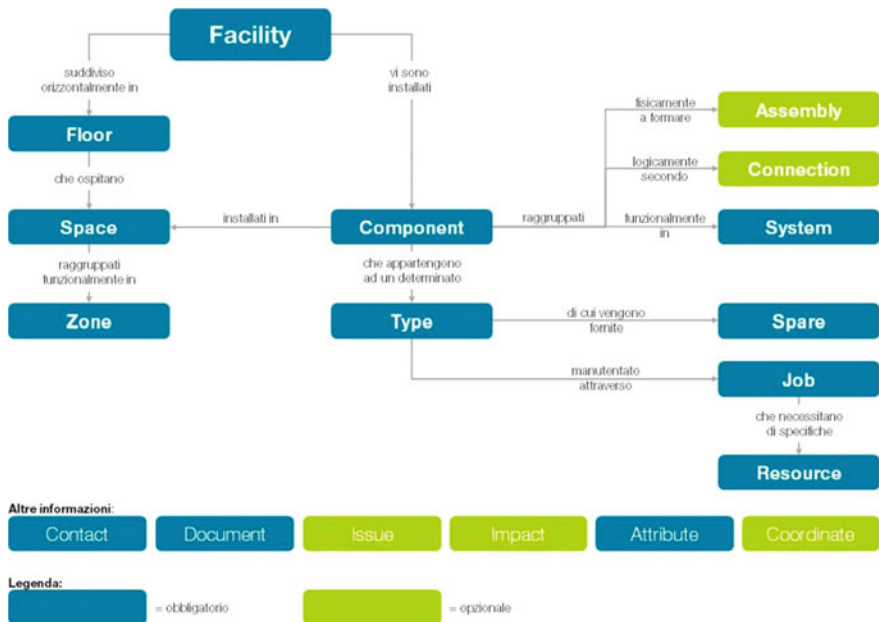 Facility
suddiviso
orizzontalmente in
vi sono
installati
fisicamente
a formare
Assembly
Floor
logicamente
secondo
Connection
che ospitano
Space
installati in
Component
raggruppati
funzionalmente
in
System
raggruppati
funzionalmente in
che appartengono
ad un determinato
Zone
Type
di cui vengono
fornite
Spare
manutentato
attraverso
Job
che necessitano
di specifiche
Resource
Altre informazioni:
Contact
Document
Issue
Impact
Attribute
Coordinate
Legenda:
= obbligatorio
= opzionale